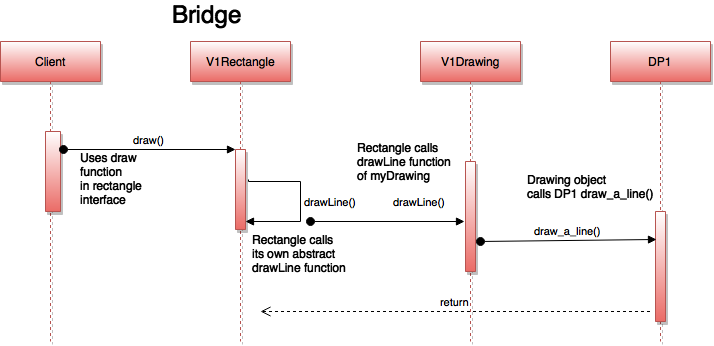 Bridge
Client
V1Rectangle
V1Drawing
DP1
draw()
Uses draw
function
in rectangle
interface
Rectangle calls
drawLine function
of myDrawing
drawLine()
drawLine()
Rectangle calls
its own abstract
drawLine function
Drawing object
calls DP1 draw_a_line()
draw_a_line()
return